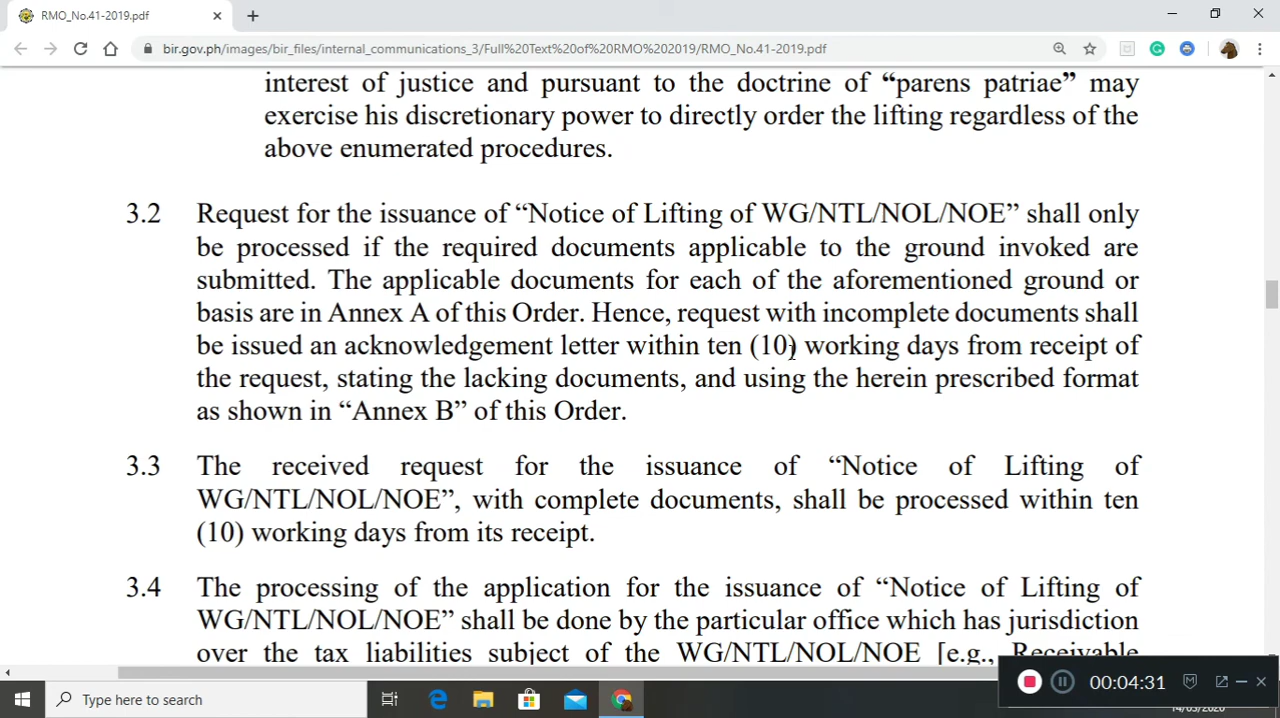 RMO_No.41-2019.pdf
bir.gov.ph/images/bir_files/internal_communications_3/Full%20Text%20of%20RMO%202019/RMO_No.41-2019.pdf
interest of justice and pursuant to the doctrine of “parens patriae” may
exercise his discretionary power to directly order the lifting regardless of the
above enumerated procedures.
3.2 Request for the issuance of “Notice of Lifting of WG/NTL/NOL/NOE” shall only
be processed if the required documents applicable to the ground invoked are
submitted. The applicable documents for each of the aforementioned ground or
basis are in Annex A of this Order. Hence, request with incomplete documents shall
be issued an acknowledgement letter within ten (10) working days from receipt of
the request, stating the lacking documents, and using the herein prescribed format
as shown in “Annex B” of this Order.
3.3 The received request for the issuance of “Notice of Lifting of
WG/NTL/NOL/NOE”, with complete documents, shall be processed within ten
(10) working days from its receipt.
3.4 The processing of the application for the issuance of “Notice of Lifting of
WG/NTL/NOL/NOE” shall be done by the particular office which has jurisdiction
over the tax liabilities subject of the WG/NTL/NOL/NOE [e.g., Receivable
00:04:31
Type here to search